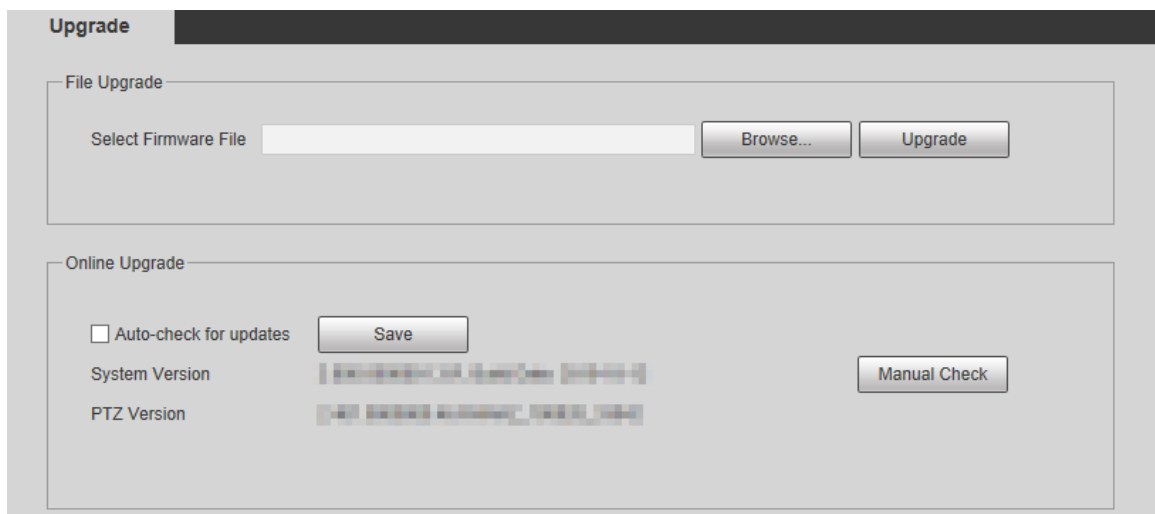 Upgrade
File Upgrade
Select Firmware File Browse... Upgrade
Online Upgrade
Auto-check for updates Save
System Version Manual Check
PTZ Version